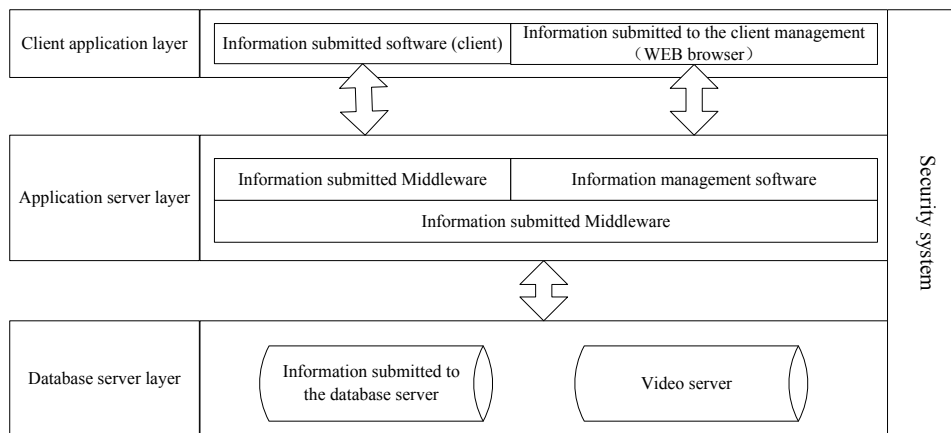 Client application layer
Information submitted software (client)
Information submitted to the client management
（WEB browser）
Application server layer
Information submitted Middleware
Information management software
Information submitted Middleware
Database server layer
Information submitted to
the database server
Video server
Security system